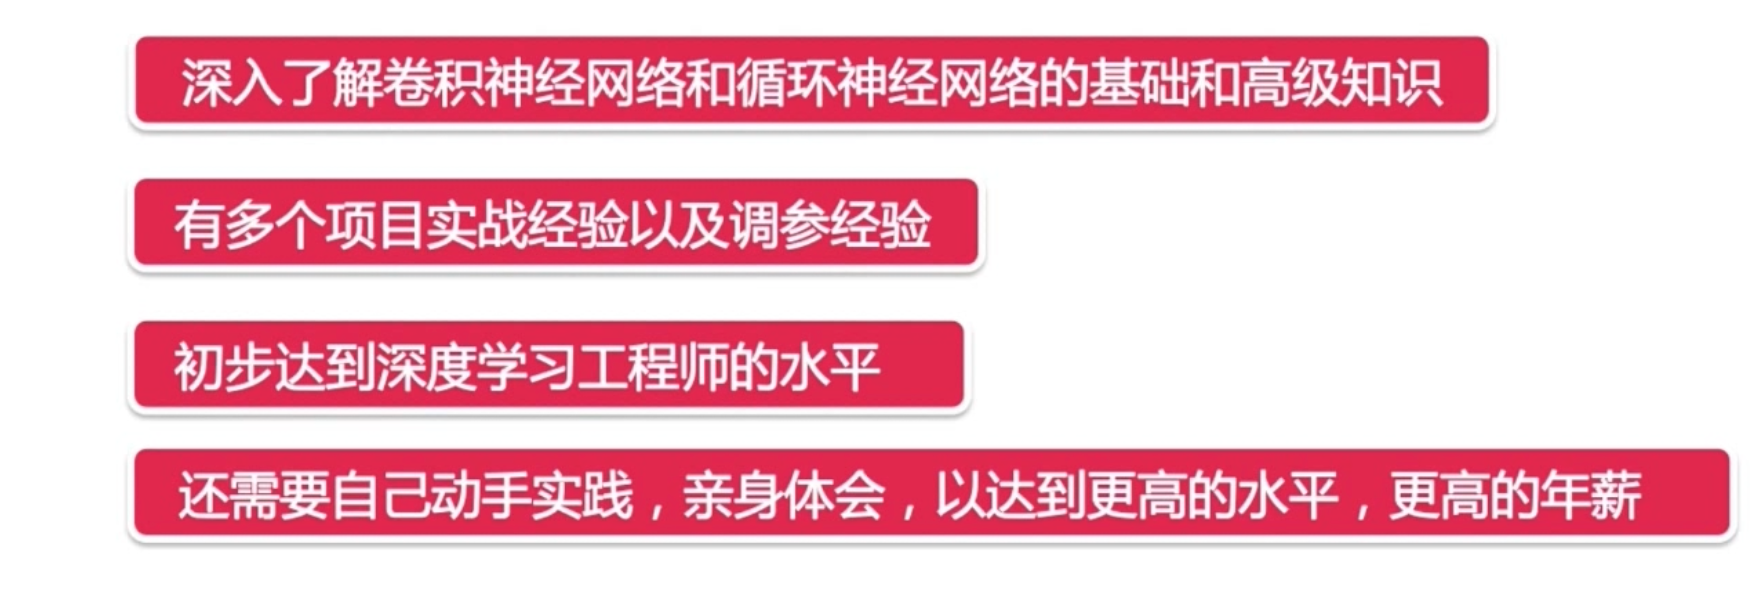 深入了解卷积神经网络和循环神经网络的基础和高级知识
有多个项目实战经验以及调参经验
初步达到深度学习工程师的水平
还需要自己动手实践，亲身体会，以达到更高的水平，更高的年薪